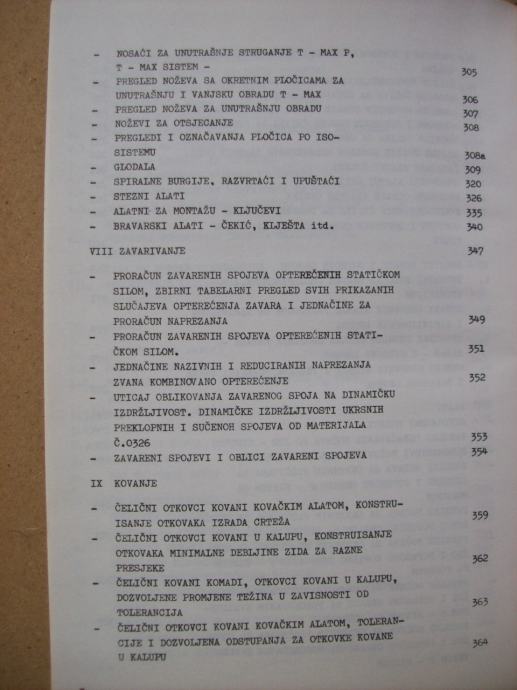 - NOSAČI ZA UNUTRAŠNJE STRUGANJE T - MAX P,
T - MAX SISTEM - 305
- PREGLED NOŽEVA SA OKRETNIM PLOČICAMA ZA
UNUTRAŠNJU I VANJSKU OBRADU T - MAX 306
- PREGLED NOŽEVA ZA UNUTRAŠNJU OBRADU 307
- NOŽEVI ZA OTSJECANJE 308
- PREGLEDI I OZNAČAVANJA PLOČICA PO ISO-
SISTEMU 308a
- GLODALA 309
- SPIRALNE BURGIJE, RAZVRTAĆI I UPUŠTAČI 320
- STEZNI ALATI 326
- ALATNI ZA MONTAŽU - KLJUČEVI 335
- BRAVARSKI ALATI - ČEKIĆ, KLJEŠTA itd. 340
VIII ZAVARIVANJE 347
- PRORAČUN ZAVARENIH SPOJEVA OPTEREĆENIH STATIČKOM
SILOM, ZBIRNI TABELARNI PREGLED SVIH PRIKAZANIH
SLUČAJEVA OPTEREĆENJA ZAVARA I JEDNAČINE ZA
PRORAČUN NAPREZANJA 349
- PRORAČUN ZAVARENIH SPOJEVA OPTEREĆENIH STATI-
ČKOM SILOM. 351
- JEDNAČINE NAZIVNIH I REDUCIRANIH NAPREZANJA
ZVANA KOMBINOVANO OPTEREĆENJE 352
- UTICAJ OBLIKOVANJA ZAVARENOG SPOJA NA DINAMIČKU
IZDRŽLJIVOST. DINAMIČKE IZDRŽLJIVOSTI UKRSNIH
PREKLOPNIH I SUČENOH SPOJEVA OD MATERIJALA
Č.0326 353
- ZAVARENI SPOJEVI I OBLICI ZAVARENI SPOJEVA 354
IX KOVANJE
- ČELIČNI OTKOVCI KOVANI KOVAČKIM ALATOM, KONSTRU-
ISANJE OTKOVAKA IZRADA CRTEŽA 359
- ČELIČNI OTKOVCI KOVANI U KALUPU, KONSTRUISANJE
OTKOVAKA MINIMALNE DEBLJINE ZIDA ZA RAZNE
PRESJEKE 362
- ČELIČNI KOVANI KOMADI, OTKOVCI KOVANI U KALUPU,
DOZVOLJENE PROMJENE TEŽINA U ZAVISNOSTI OD
TOLERANCIJA 363
- ČELIČNI OTKOVCI KOVANI KOVAČKIM ALATOM, TOLERAN-
CIJE I DOZVOLJENA ODSTUPANJA ZA OTKOVKE KOVANE
U KALUPU 364